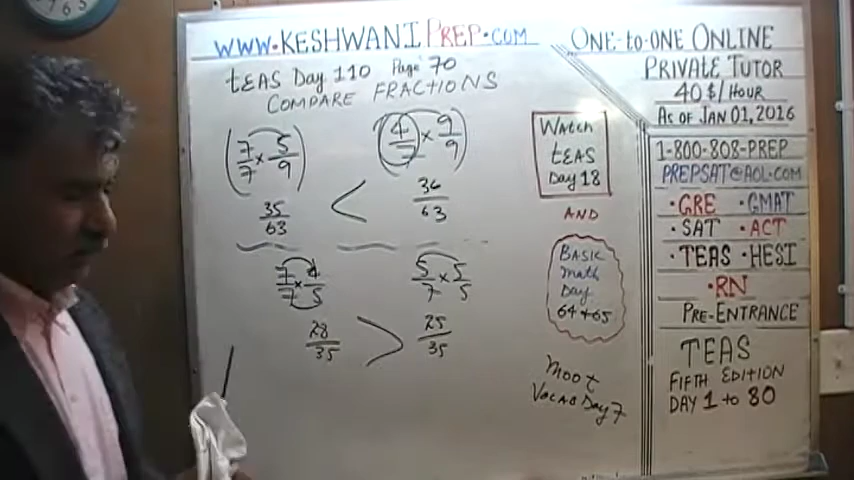 www.KESHWANIPREP.com
tEAS Day 110 Page 70
COMPARE FRACTIONS
(7/7 × 5/9) (4/7 × 9/9)
35/63 < 36/63
7/7 × 4/5 5/7 × 5/5
28/35 > 25/35
Watch
tEAS
Day 18
AND
BASIC
math
Day
64 + 65
moot
VOCAB Day 7
ONE-to-ONE ONLINE
PRIVATE TUTOR
40 $/HOUR
AS OF JAN 01, 2016
1-800-808-PREP
PREPSAT@AOL.COM
•GRE •GMAT
•SAT •ACT
•TEAS •HESI
•RN
PRE-ENTRANCE
TEAS
FIFTH EDITION
DAY 1 to 80